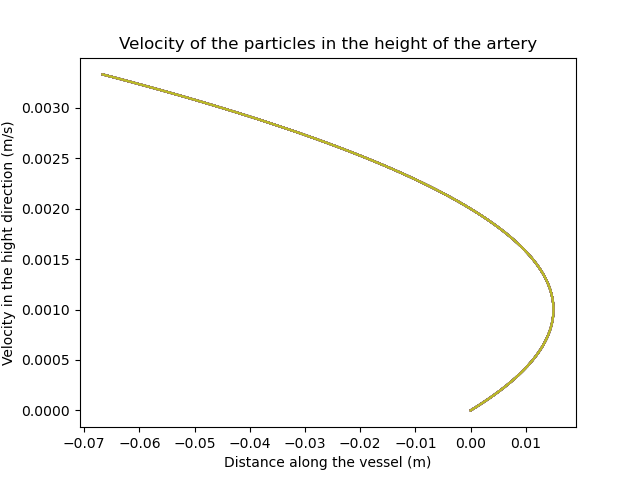 Velocity of the particles in the height of the artery
Velocity in the hight direction (m/s)
0.0030
0.0025
0.0020
0.0015
0.0010
0.0005
0.0000
−0.07 −0.06 −0.05 −0.04 −0.03 −0.02 −0.01 0.00 0.01
Distance along the vessel (m)